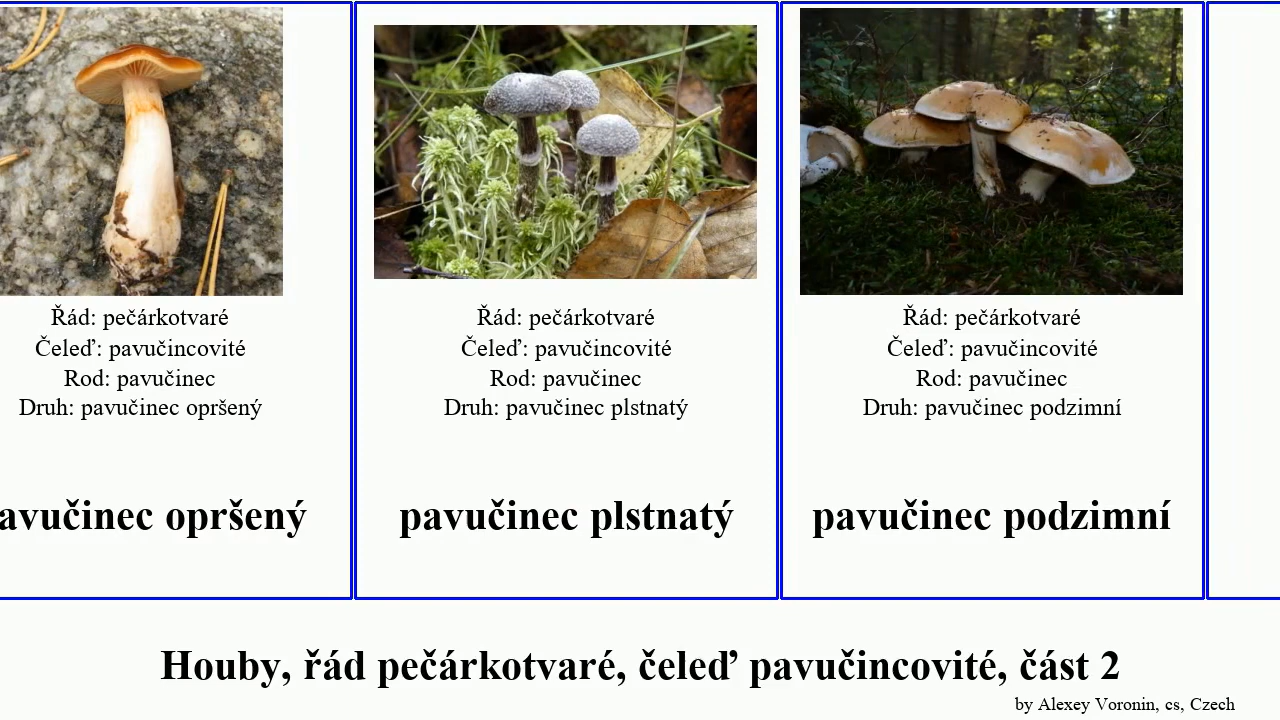 Řád: pečárkotvaré
Čeleď: pavučincovité
Rod: pavučinec
Druh: pavučinec opršený
avučinec opršený
Řád: pečárkotvaré
Čeleď: pavučincovité
Rod: pavučinec
Druh: pavučinec plstnatý
pavučinec plstnatý
Řád: pečárkotvaré
Čeleď: pavučincovité
Rod: pavučinec
Druh: pavučinec podzimní
pavučinec podzimní
Houby, řád pečárkotvaré, čeleď pavučincovité, část 2
by Alexey Voronin, cs, Czech